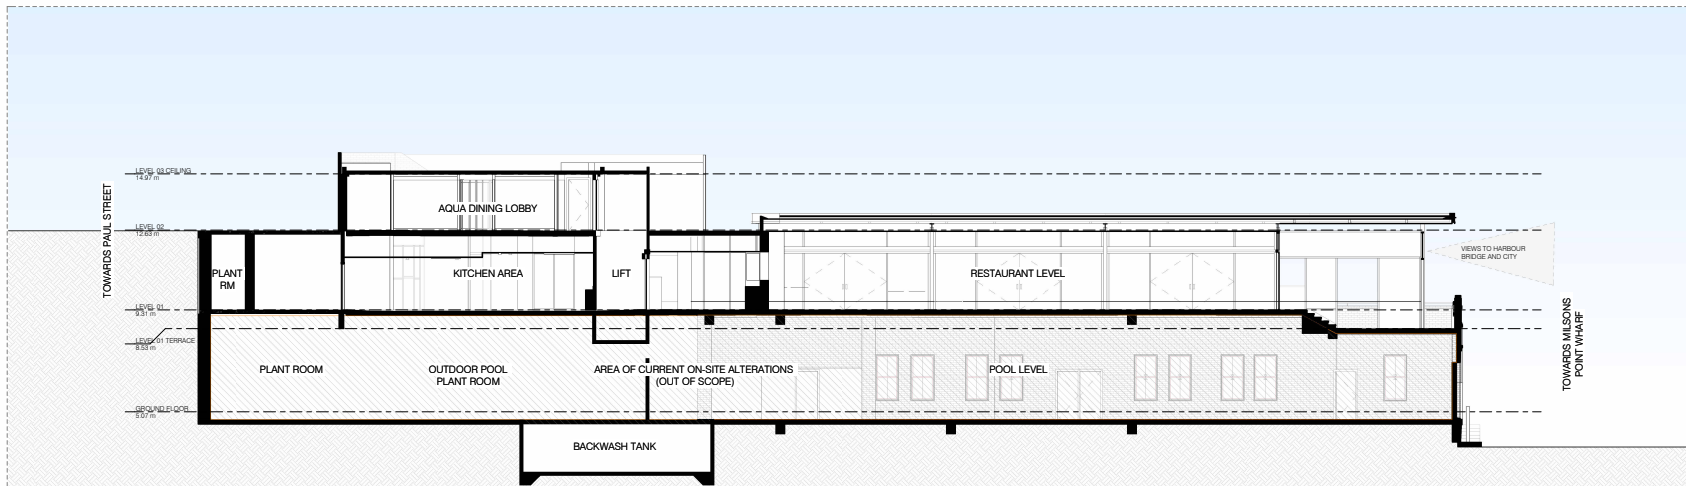 LEVEL 03 CEILING
14.97 m
AQUA DINING LOBBY
LEVEL 02
12.63 m
TOWARDS PAUL STREET
PLANT
RM
KITCHEN AREA
LIFT
RESTAURANT LEVEL
VIEWS TO HARBOUR
BRIDGE AND CITY
LEVEL 01
9.31 m
LEVEL 01 TERRACE
8.53 m
TOWARDS MILSONS
POINT WHARF
PLANT ROOM
OUTDOOR POOL
PLANT ROOM
AREA OF CURRENT ON-SITE ALTERATIONS
(OUT OF SCOPE)
POOL LEVEL
GROUND FLOOR
5.07 m
BACKWASH TANK